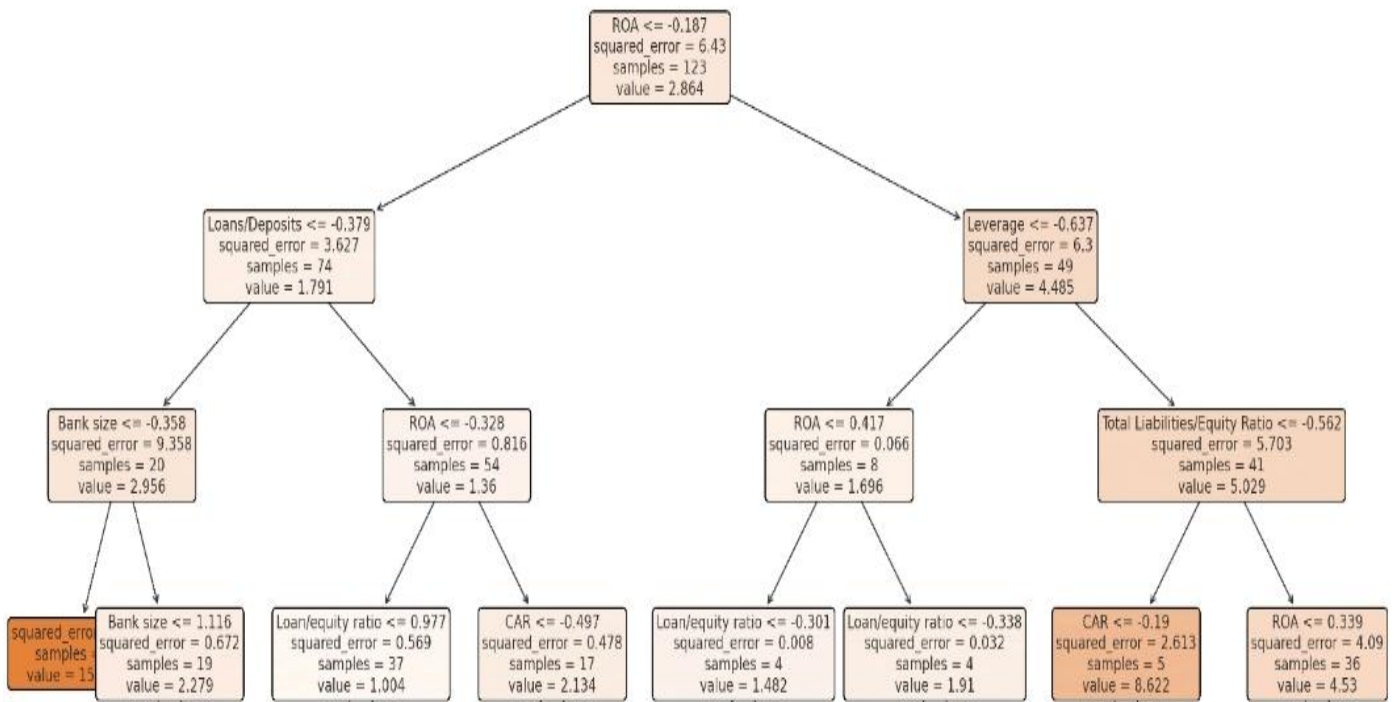 ROA <= -0.187
squared_error = 6.43
samples = 123
value = 2.864
Loans/Deposits <= -0.379
squared_error = 3.627
samples = 74
value = 1.791
Leverage <= -0.637
squared_error = 6.3
samples = 49
value = 4.485
Bank size <= -0.358
squared_error = 9.358
samples = 20
value = 2.956
ROA <= -0.328
squared_error = 0.816
samples = 54
value = 1.36
ROA <= 0.417
squared_error = 0.066
samples = 8
value = 1.696
Total Liabilities/Equity Ratio <= -0.562
squared_error = 5.703
samples = 41
value = 5.029
squared_error
samples
value = 15
Bank size <= 1.116
squared_error = 0.672
samples = 19
value = 2.279
Loan/equity ratio <= 0.977
squared_error = 0.569
samples = 37
value = 1.004
CAR <= -0.497
squared_error = 0.478
samples = 17
value = 2.134
Loan/equity ratio <= -0.301
squared_error = 0.008
samples = 4
value = 1.482
Loan/equity ratio <= -0.338
squared_error = 0.032
samples = 4
value = 1.91
CAR <= -0.19
squared_error = 2.613
samples = 5
value = 8.622
ROA <= 0.339
squared_error = 4.09
samples = 36
value = 4.53